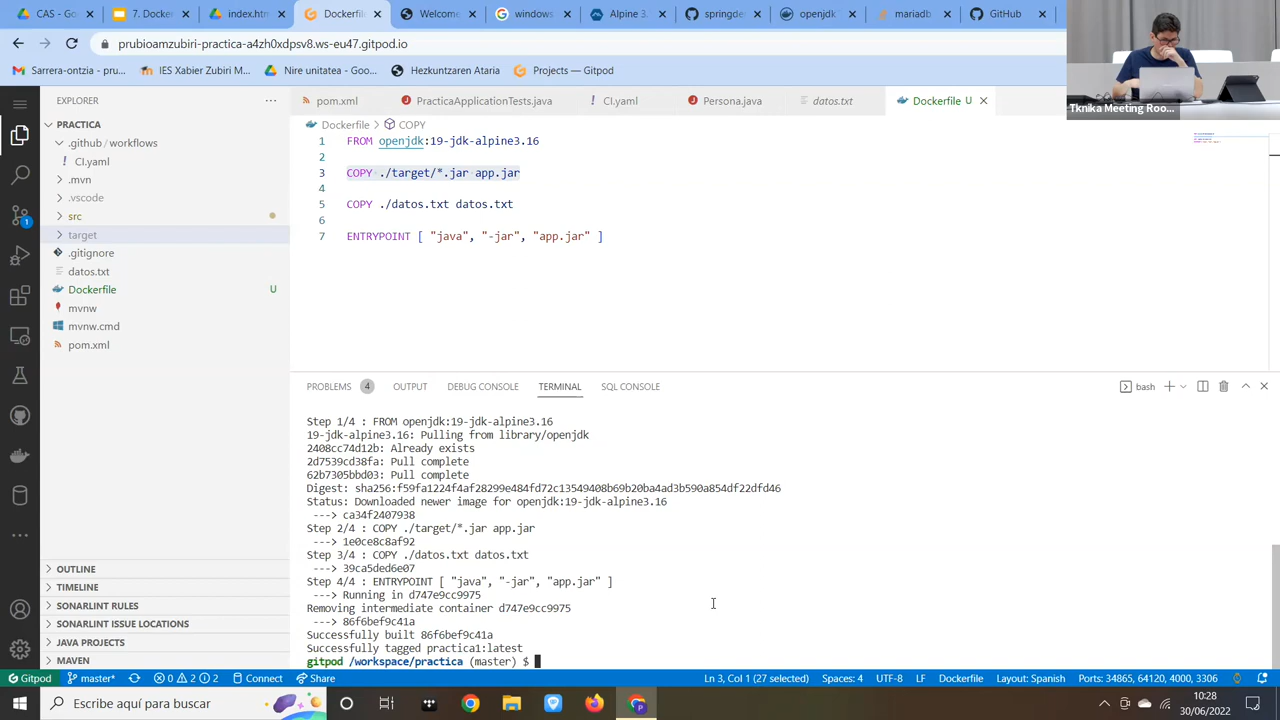 practica
index.ht
CI/CD
GitPod:
Practica
Alpine 3.
openjdk
mariadb
GitHub
prubioamzubiri-practica-a4zh0xdpsv8.ws-eu47.gitpod.io
Sarrera-ontzia - pru...
IES Xabier Zubiri M...
Nire unitatea - Goo...
Hezkuntza Ataria
Projects — Gitpod
Tknika Meeting Roo...
EXPLORER
pom.xml
PracticaApplicationTests.java
CI.yaml
Persona.java
datos.txt
Dockerfile U
PRACTICA
.github / workflows
CI.yaml
.mvn
.vscode
src
target
.gitignore
datos.txt
Dockerfile U
mvnw
mvnw.cmd
pom.xml
OUTLINE
TIMELINE
SONARLINT RULES
SONARLINT ISSUE LOCATIONS
JAVA PROJECTS
MAVEN
Dockerfile > COPY
1 FROM openjdk:19-jdk-alpine3.16
2
3 COPY ./target/*.jar app.jar
4
5 COPY ./datos.txt datos.txt
6
7 ENTRYPOINT [ "java", "-jar", "app.jar" ]
PROBLEMS 4 OUTPUT DEBUG CONSOLE TERMINAL SQL CONSOLE
bash
Step 1/4 : FROM openjdk:19-jdk-alpine3.16
19-jdk-alpine3.16: Pulling from library/openjdk
2408cc74d12b: Already exists
2d7539cd38fa: Pull complete
62b7305bbd03: Pull complete
Digest: sha256:f59fa1224f4af28299e484fd72c13549408b69b20ba4ad3b590a854df22dfd46
Status: Downloaded newer image for openjdk:19-jdk-alpine3.16
---> ca34f2407938
Step 2/4 : COPY ./target/*.jar app.jar
---> 1e0ce8c8af92
Step 3/4 : COPY ./datos.txt datos.txt
---> 39ca5ded6e07
Step 4/4 : ENTRYPOINT [ "java", "-jar", "app.jar" ]
---> Running in d747e9cc9975
Removing intermediate container d747e9cc9975
---> 86f6bef9c41a
Successfully built 86f6bef9c41a
Successfully tagged practica1:latest
gitpod /workspace/practica (master) $
Gitpod
master*
0 2 2
Connect
Share
Ln 3, Col 1 (27 selected)
Spaces: 4
UTF-8
LF
Dockerfile
Layout: Spanish
Ports: 34865, 64120, 4000, 3306
Escribe aquí para buscar
10:28
30/06/2022